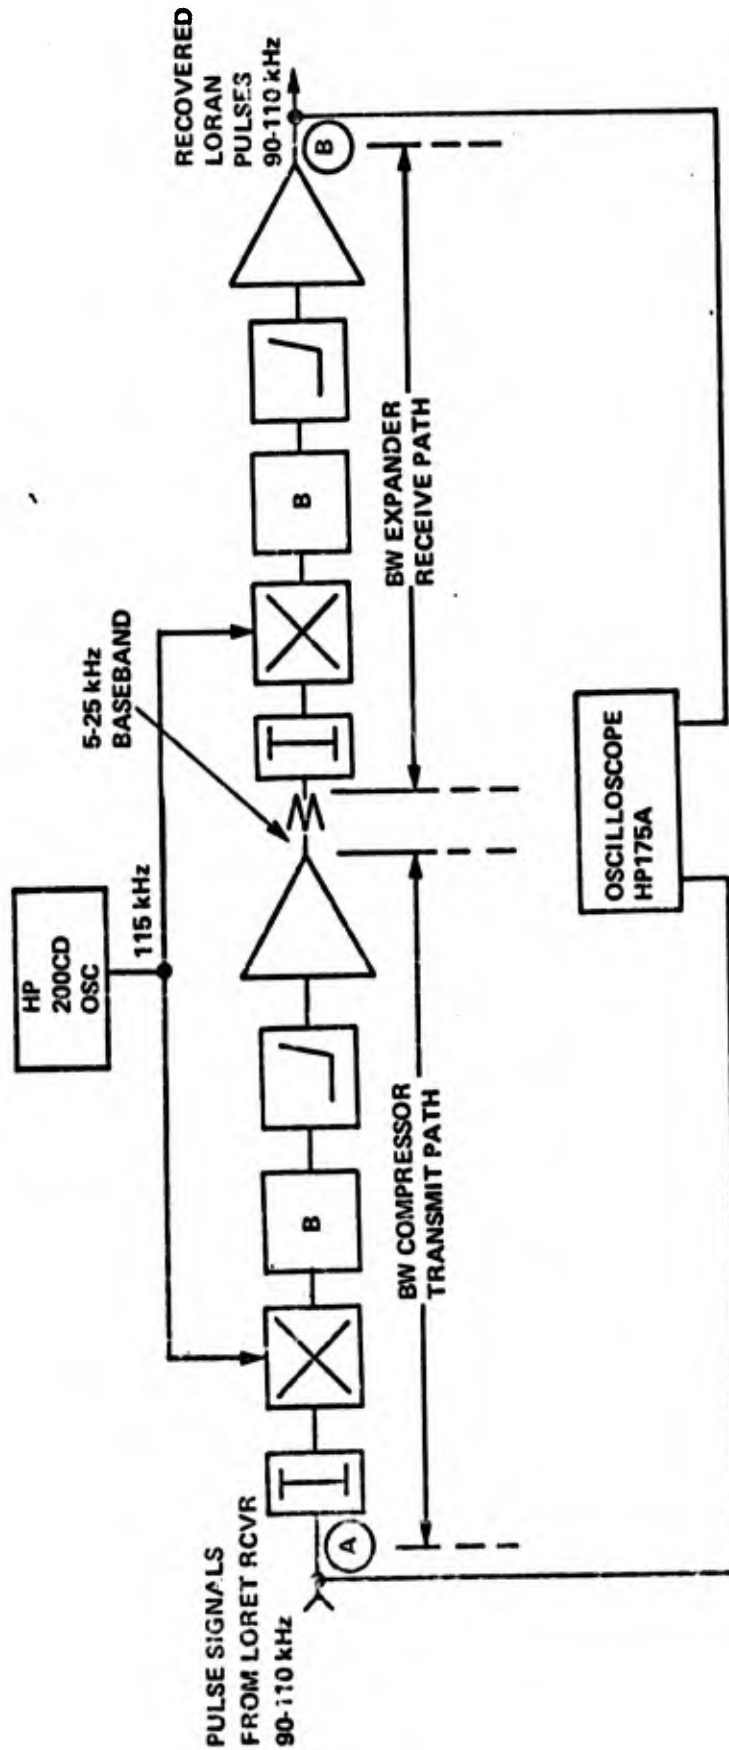 HP
200CD
OSC
115 kHz
5-25 kHz
BASEBAND
RECOVERED
LORAN
PULSES
90-110 kHz
PULSE SIGNALS
FROM LORET RCVR
90-110 kHz
A
B
B
B
BW COMPRESSOR
TRANSMIT PATH
BW EXPANDER
RECEIVE PATH
OSCILLOSCOPE
HP175A